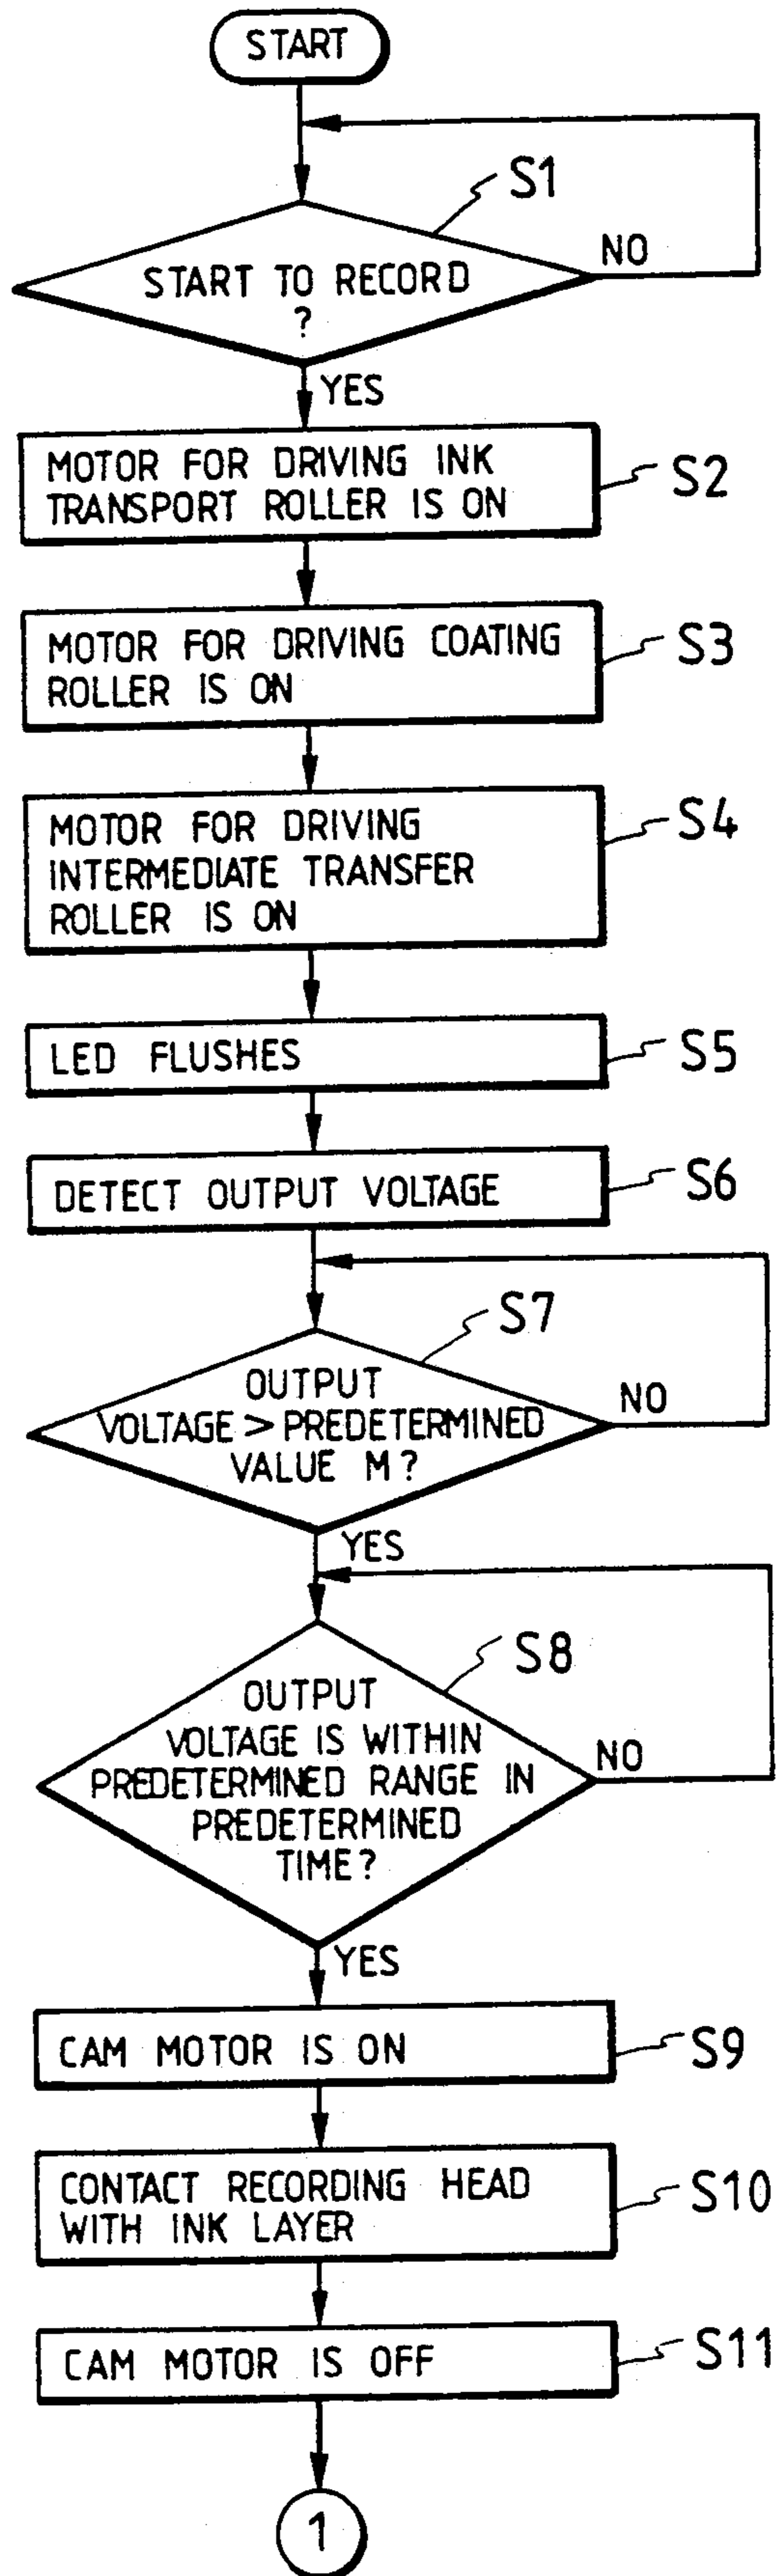 START
S1
START TO RECORD
?
NO
YES
MOTOR FOR DRIVING INK
TRANSPORT ROLLER IS ON
S2
MOTOR FOR DRIVING COATING
ROLLER IS ON
S3
MOTOR FOR DRIVING
INTERMEDIATE TRANSFER
ROLLER IS ON
S4
LED FLUSHES
S5
DETECT OUTPUT VOLTAGE
S6
S7
OUTPUT
VOLTAGE > PREDETERMINED
VALUE M?
NO
YES
S8
OUTPUT
VOLTAGE IS WITHIN
PREDETERMINED RANGE IN
PREDETERMINED
TIME?
NO
YES
CAM MOTOR IS ON
S9
CONTACT RECORDING HEAD
WITH INK LAYER
S10
CAM MOTOR IS OFF
S11
1